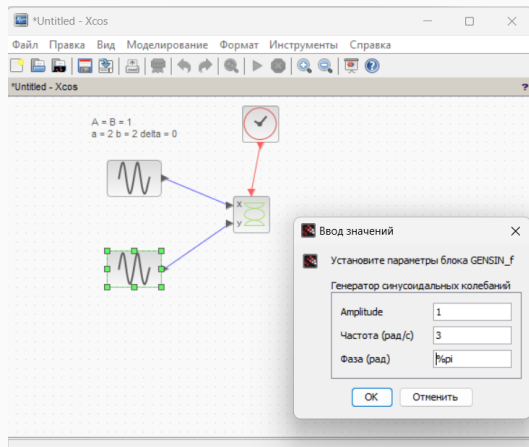 *Untitled - Xcos
Файл Правка Вид Моделирование Формат Инструменты Справка
*Untitled - Xcos
?
A = B = 1
a = 2 b = 2 delta = 0
x
y
Ввод значений
Установите параметры блока GENSIN_f
Генератор синусоидальных колебаний
Amplitude 1
Частота (рад/с) 3
Фаза (рад) %pi
OK Отменить